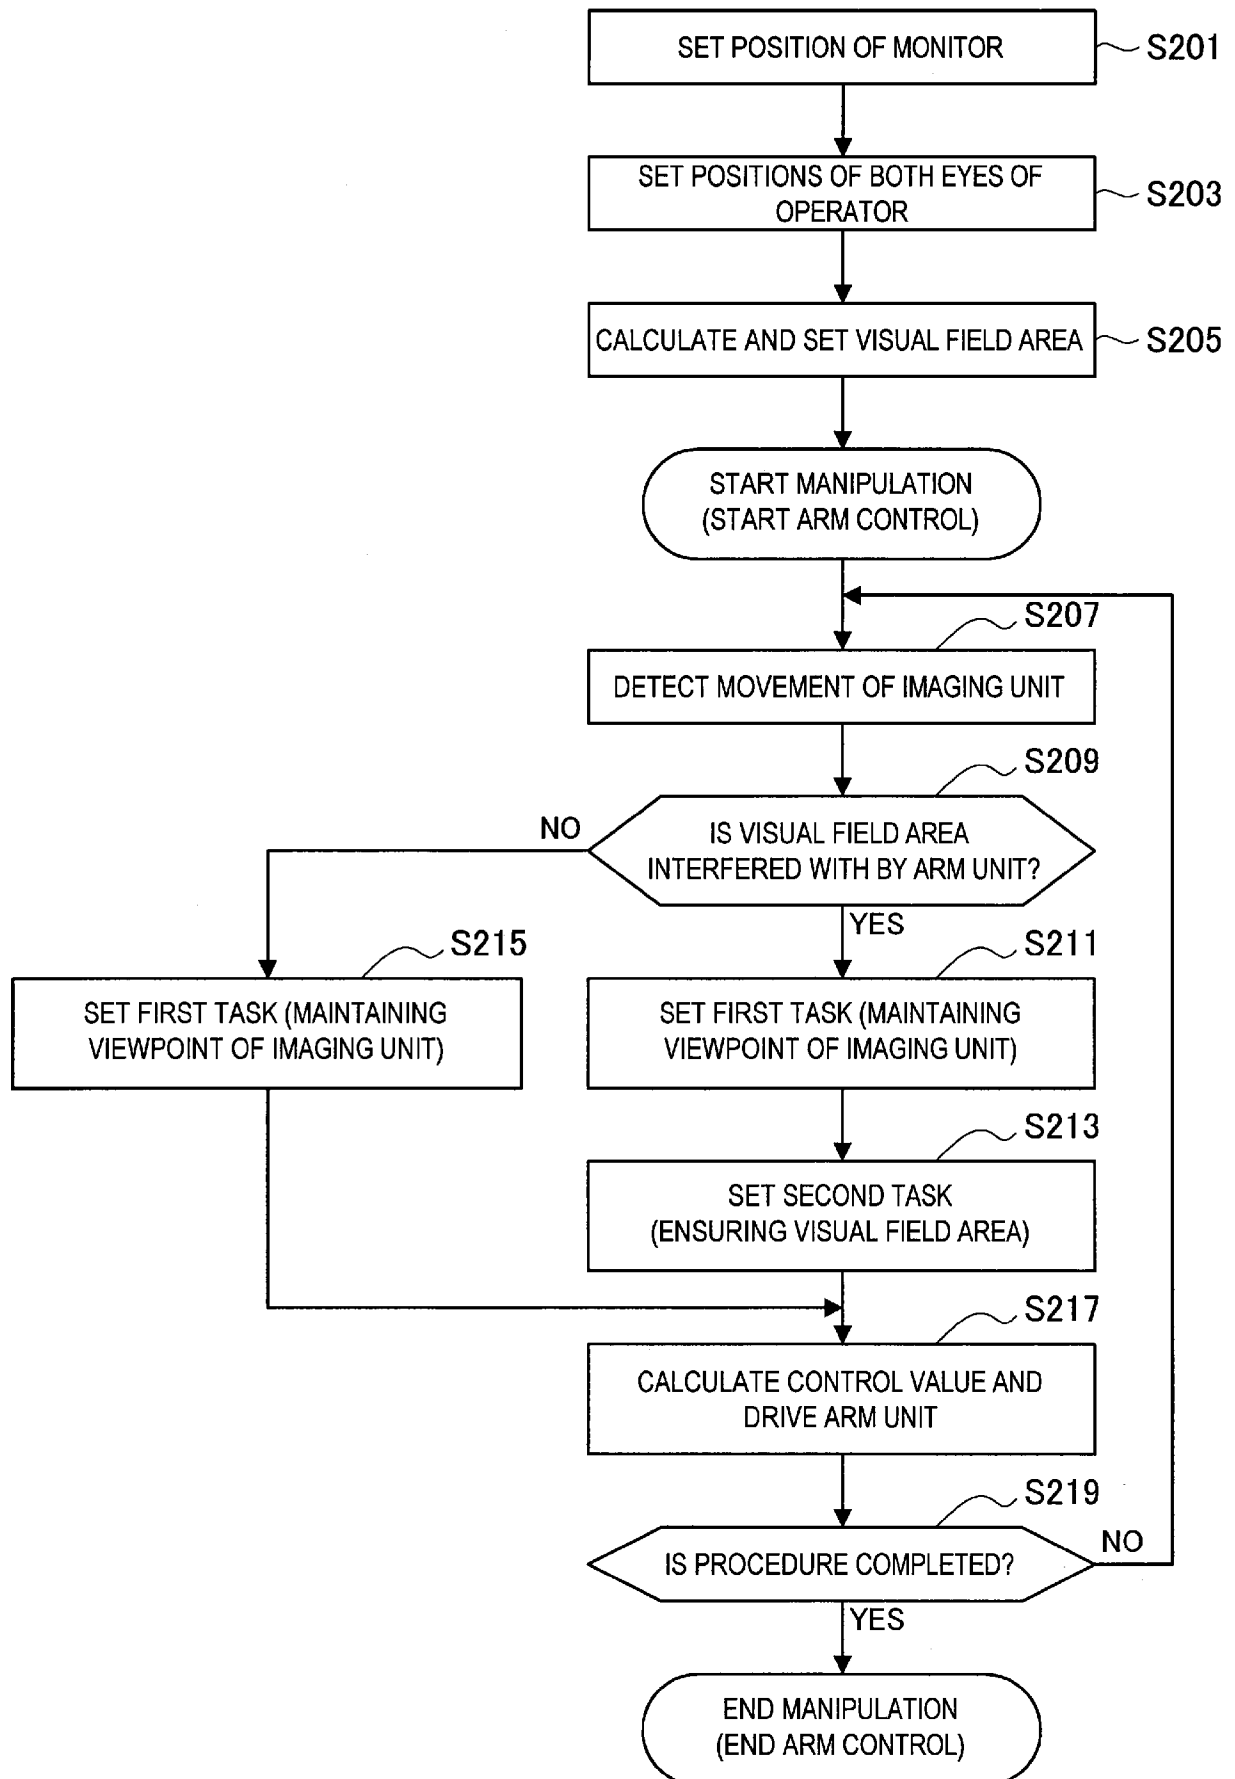 SET POSITION OF MONITOR
S201
SET POSITIONS OF BOTH EYES OF
OPERATOR
S203
CALCULATE AND SET VISUAL FIELD AREA
S205
START MANIPULATION
(START ARM CONTROL)
S207
DETECT MOVEMENT OF IMAGING UNIT
S209
NO
IS VISUAL FIELD AREA
INTERFERED WITH BY ARM UNIT?
YES
S215
SET FIRST TASK (MAINTAINING
VIEWPOINT OF IMAGING UNIT)
S211
SET FIRST TASK (MAINTAINING
VIEWPOINT OF IMAGING UNIT)
S213
SET SECOND TASK
(ENSURING VISUAL FIELD AREA)
S217
CALCULATE CONTROL VALUE AND
DRIVE ARM UNIT
S219
IS PROCEDURE COMPLETED?
NO
YES
END MANIPULATION
(END ARM CONTROL)